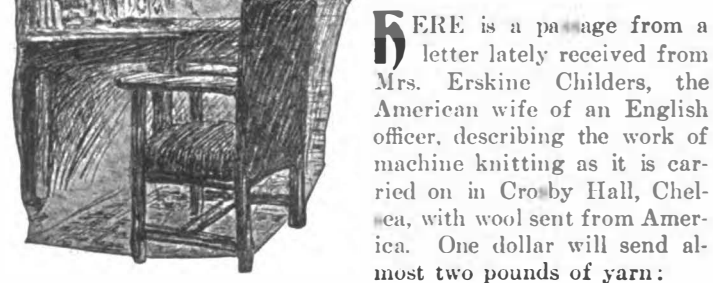 HERE is a passage from a
letter lately received from
Mrs. Erskine Childers, the
American wife of an English
officer, describing the work of
machine knitting as it is car-
ried on in Crosby Hall, Chel-
sea, with wool sent from Amer-
ica. One dollar will send al-
most two pounds of yarn: